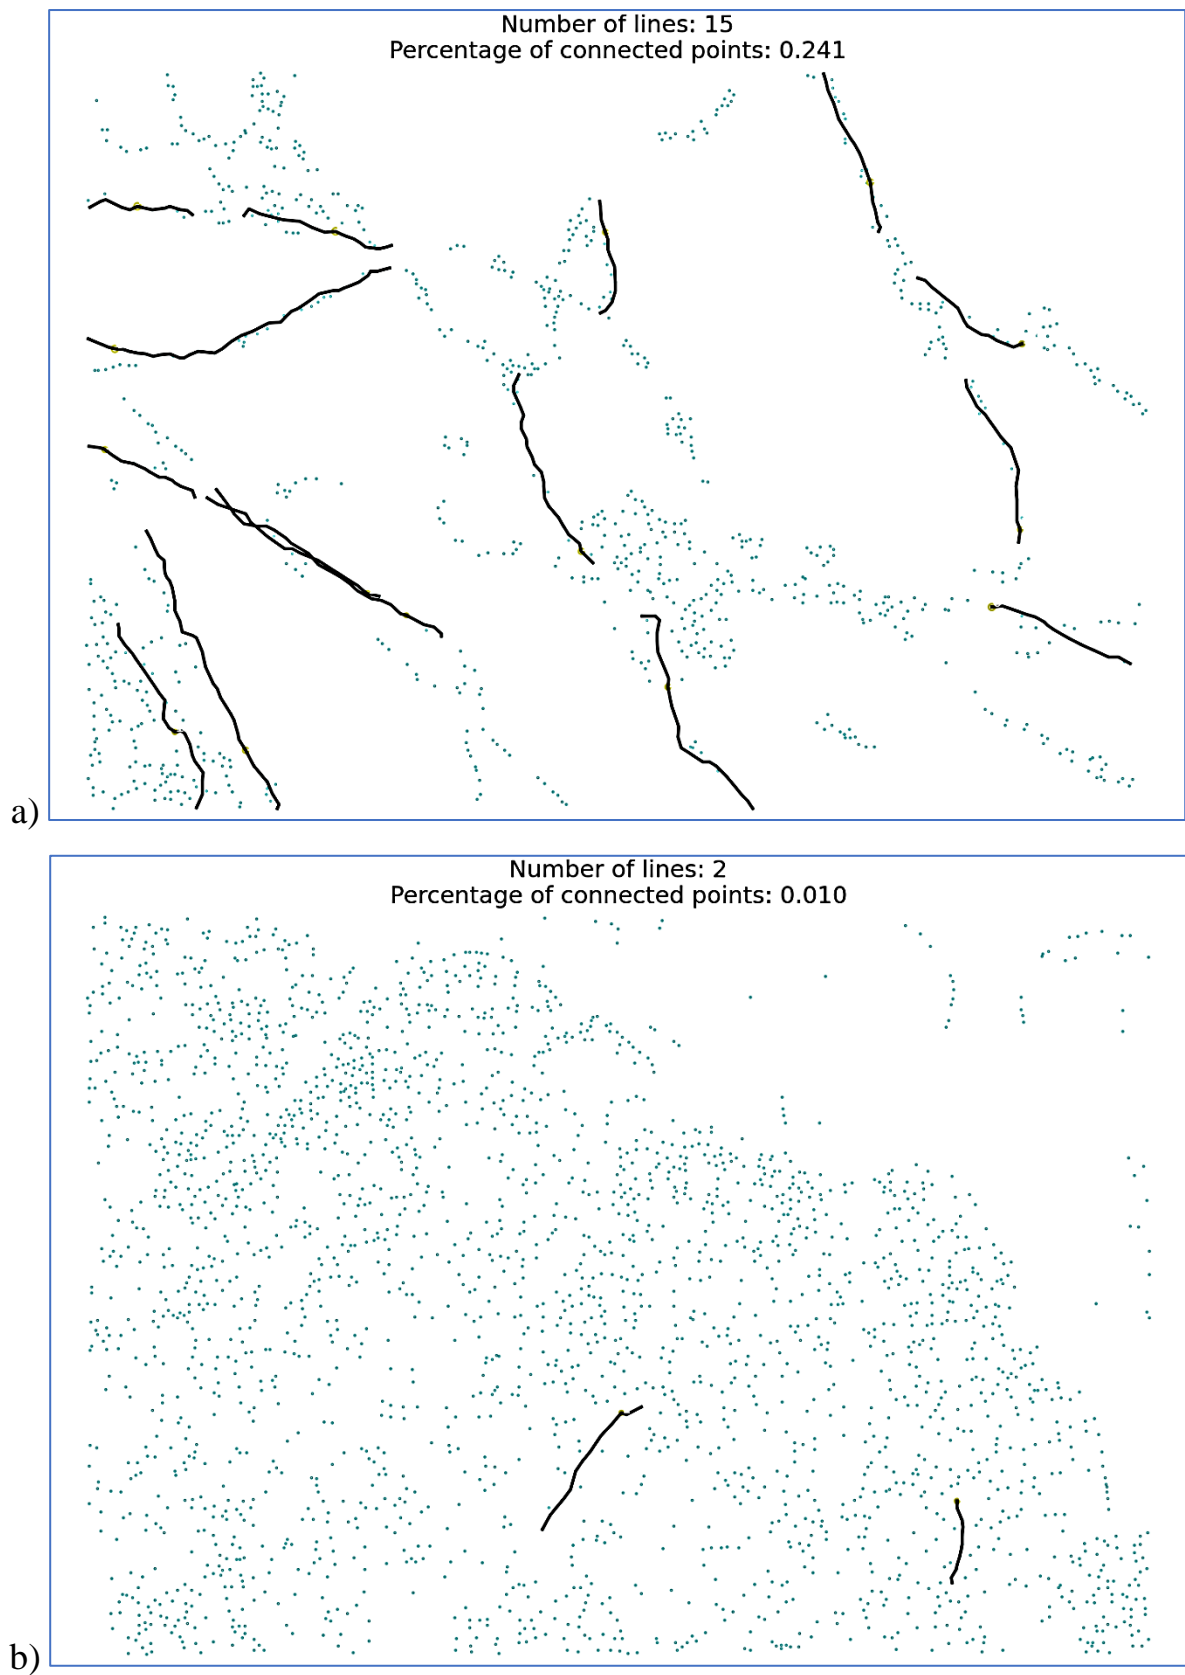 Number of lines: 15
Percentage of connected points: 0.241
a)
Number of lines: 2
Percentage of connected points: 0.010
b)